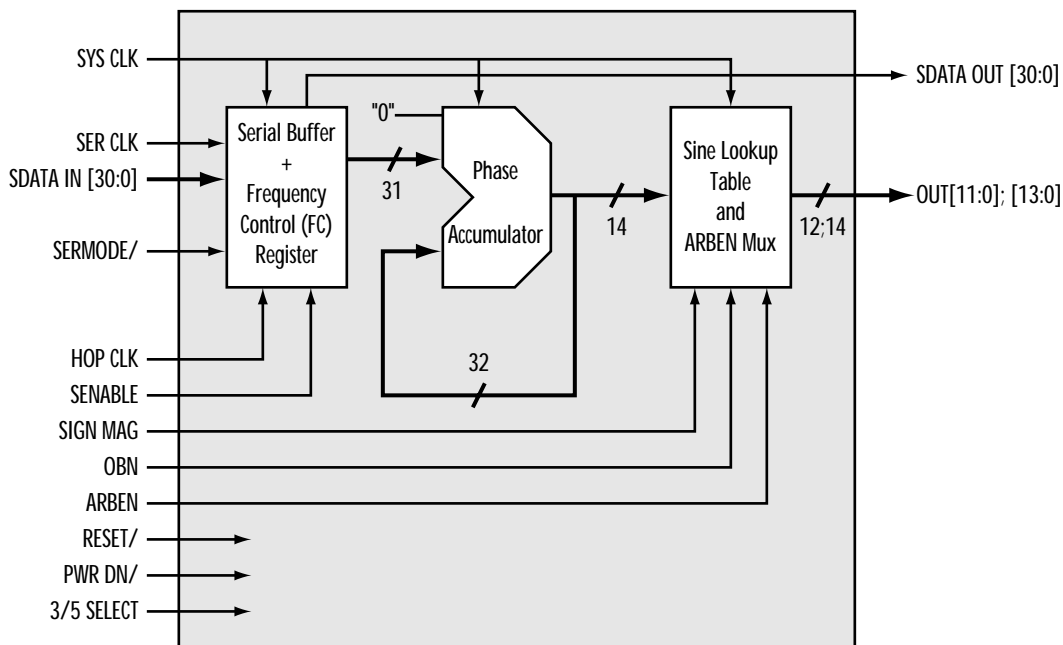 SYS CLK
SDATA OUT [30:0]
"0"
SER CLK
SDATA IN [30:0]
SERMODE/
Serial Buffer
+
Frequency
Control (FC)
Register
31
Phase
Accumulator
14
Sine Lookup
Table
and
ARBEN Mux
12;14
OUT[11:0]; [13:0]
HOP CLK
32
SENABLE
SIGN MAG
OBN
ARBEN
RESET/
PWR DN/
3/5 SELECT